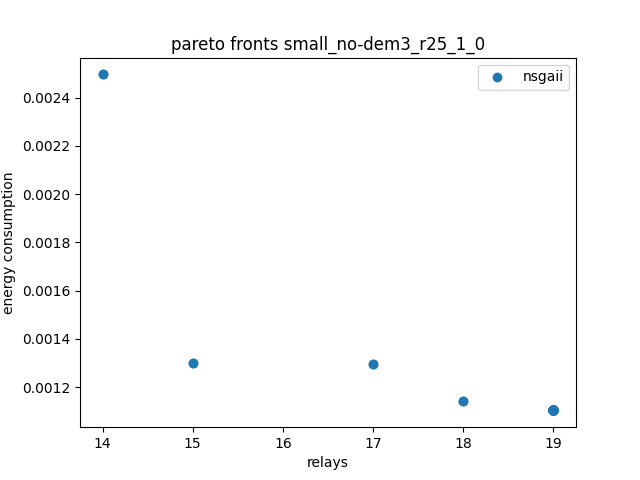 pareto fronts small_no-dem3_r25_1_0
nsgaii
0.0024
0.0022
0.0020
0.0018
0.0016
0.0014
0.0012
energy consumption
14 15 16 17 18 19
relays